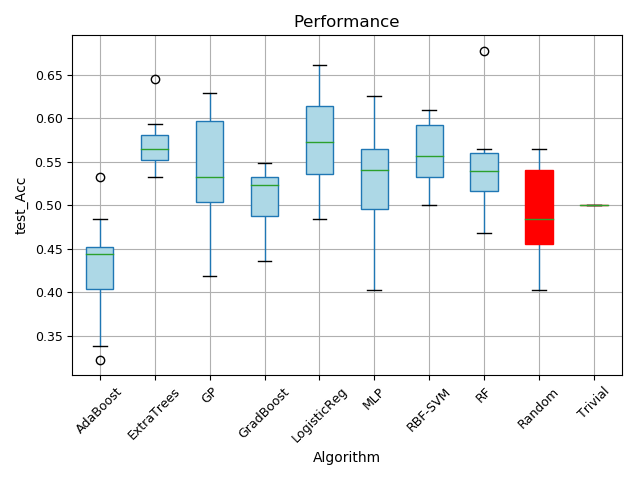 Performance
test_Acc
0.65
0.60
0.55
0.50
0.45
0.40
0.35
AdaBoost
ExtraTrees
GP
GradBoost
LogisticReg
MLP
RBF-SVM
RF
Random
Trivial
Algorithm